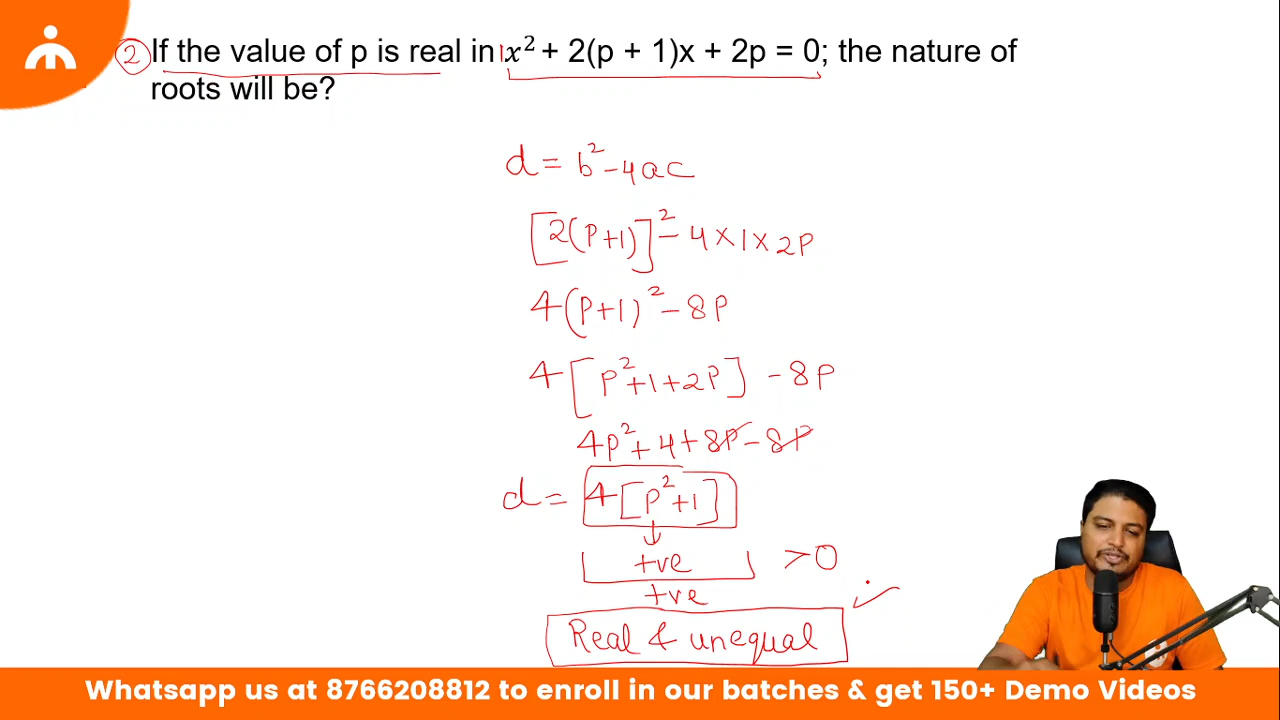 ② If the value of p is real in 1x² + 2(p + 1)x + 2p = 0; the nature of
roots will be?
d = b² - 4ac
[2(P+1)]² - 4 × 1 × 2P
4(P+1)² - 8P
4[P²+1+2P] - 8P
4P² + 4 + 8P - 8P
d = 4[P²+1]
+ve > 0
+ve
Real & unequal
Whatsapp us at 8766208812 to enroll in our batches & get 150+ Demo Videos